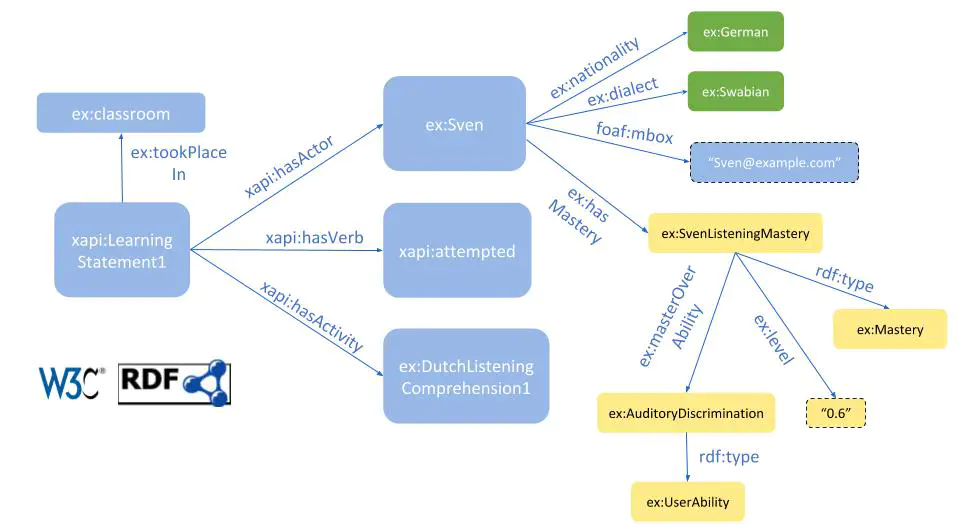 ex:German
ex:nationality
ex:dialect
ex:Swabian
ex:classroom
ex:Sven
foaf:mbox
"Sven@example.com"
ex:tookPlace
In
xapi:hasActor
ex:has
Mastery
xapi:Learning
Statement1
xapi:hasVerb
xapi:attempted
ex:SvenListeningMastery
rdf:type
xapi:hasActivity
ex:masterOver
Ability
ex:level
ex:Mastery
W3C®
RDF
ex:DutchListening
Comprehension1
ex:AuditoryDiscrimination
"0.6"
rdf:type
ex:UserAbility